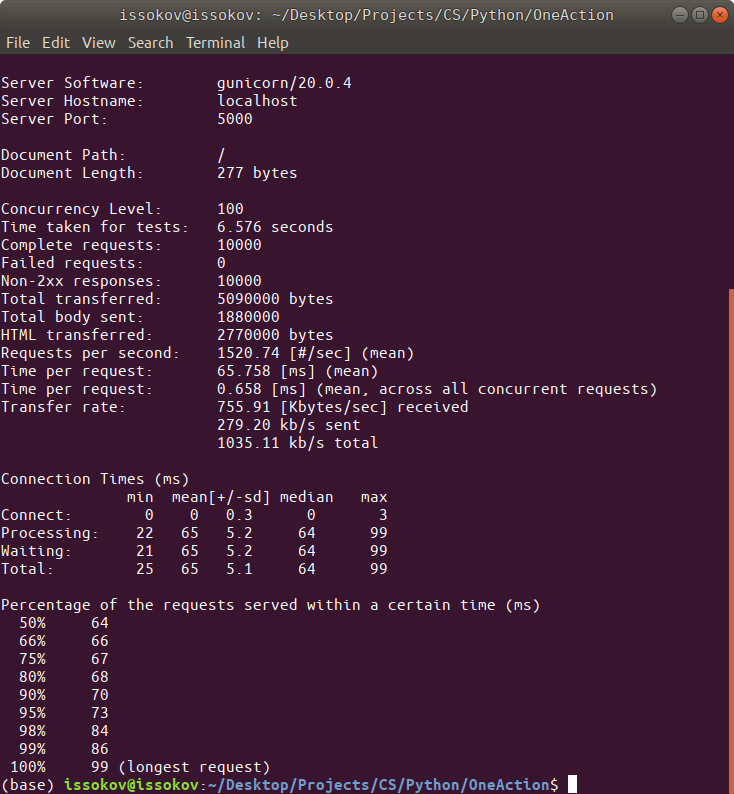 issokov@issokov: ~/Desktop/Projects/CS/Python/OneAction
File Edit View Search Terminal Help
Server Software:        gunicorn/20.0.4
Server Hostname:        localhost
Server Port:            5000
Document Path:          /
Document Length:        277 bytes
Concurrency Level:      100
Time taken for tests:   6.576 seconds
Complete requests:      10000
Failed requests:        0
Non-2xx responses:      10000
Total transferred:      5090000 bytes
Total body sent:        1880000
HTML transferred:       2770000 bytes
Requests per second:    1520.74 [#/sec] (mean)
Time per request:       65.758 [ms] (mean)
Time per request:       0.658 [ms] (mean, across all concurrent requests)
Transfer rate:          755.91 [Kbytes/sec] received
                        279.20 kb/s sent
                        1035.11 kb/s total
Connection Times (ms)
              min  mean[+/-sd] median   max
Connect:        0    0   0.3      0       3
Processing:    22   65   5.2     64      99
Waiting:       21   65   5.2     64      99
Total:         25   65   5.1     64      99
Percentage of the requests served within a certain time (ms)
  50%     64
  66%     66
  75%     67
  80%     68
  90%     70
  95%     73
  98%     84
  99%     86
 100%     99 (longest request)
(base) issokov@issokov:~/Desktop/Projects/CS/Python/OneAction$